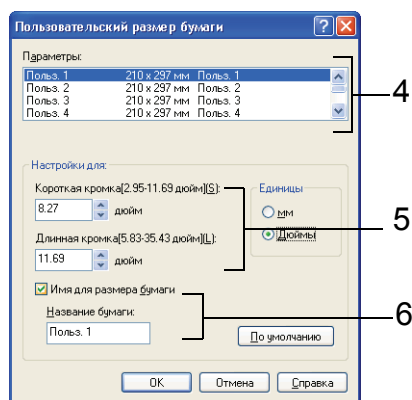 Пользовательский размер бумаги
Параметры:
Польз. 1 210 x 297 мм Польз. 1
Польз. 2 210 x 297 мм Польз. 2
Польз. 3 210 x 297 мм Польз. 3
Польз. 4 210 x 297 мм Польз. 4
4
Настройки для:
Короткая кромка[2.95-11.69 дюйм](S):
8.27 дюйм
Длинная кромка[5.83-35.43 дюйм](L):
11.69 дюйм
Единицы
мм
Дюймы
5
Имя для размера бумаги
Название бумаги:
Польз. 1
6
По умолчанию
OK Отмена Справка